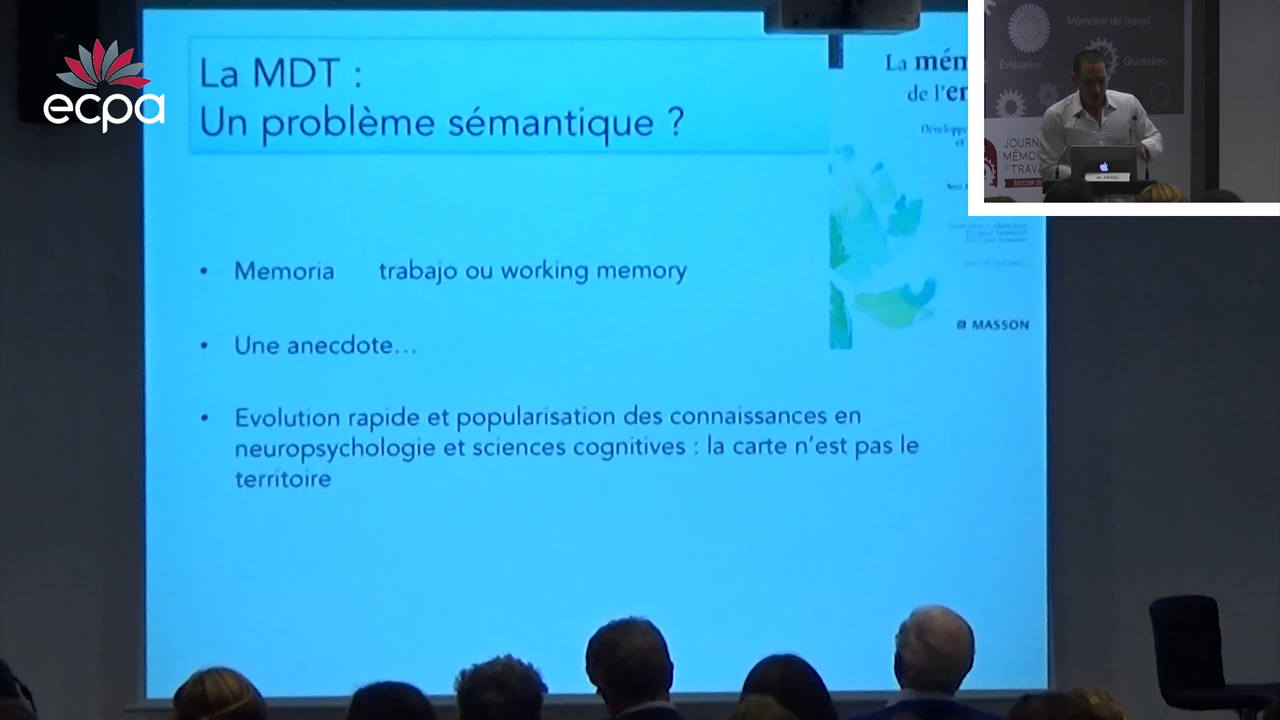 ecpa
La MDT :
Un problème sémantique ?
• Memoria trabajo ou working memory
• Une anecdote…
• Evolution rapide et popularisation des connaissances en
neuropsychologie et sciences cognitives : la carte n'est pas le
territoire
La mém
de l'en
MASSON
Mémoire de travail
Évaluation
Quotidien
JOURN
MÉMO
DE TRAVA